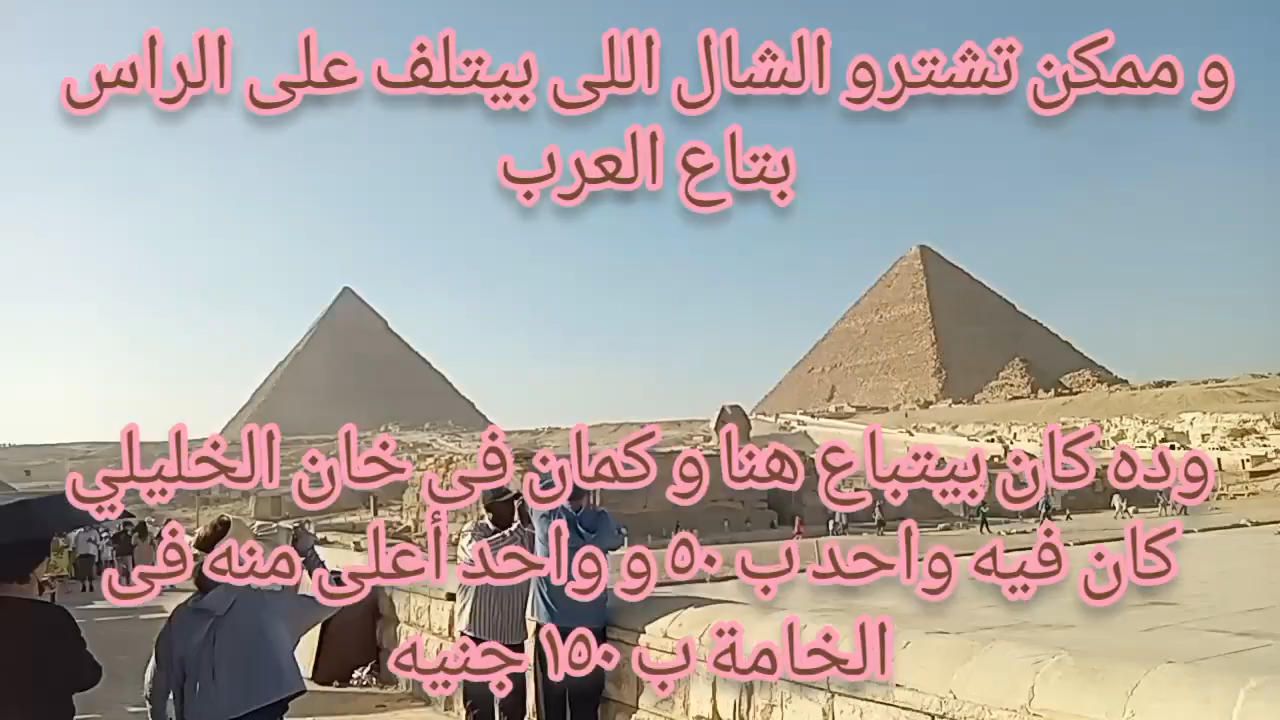 و ممكن تشترو الشال اللى بيتلف على الراس
بتاع العرب
وده كان بيتباع هنا و كمان في خان الخليلي
كان فيه واحد ب ٥٠ و واحد أعلى منه فى
الخامة ب ١٥٠ جنيه